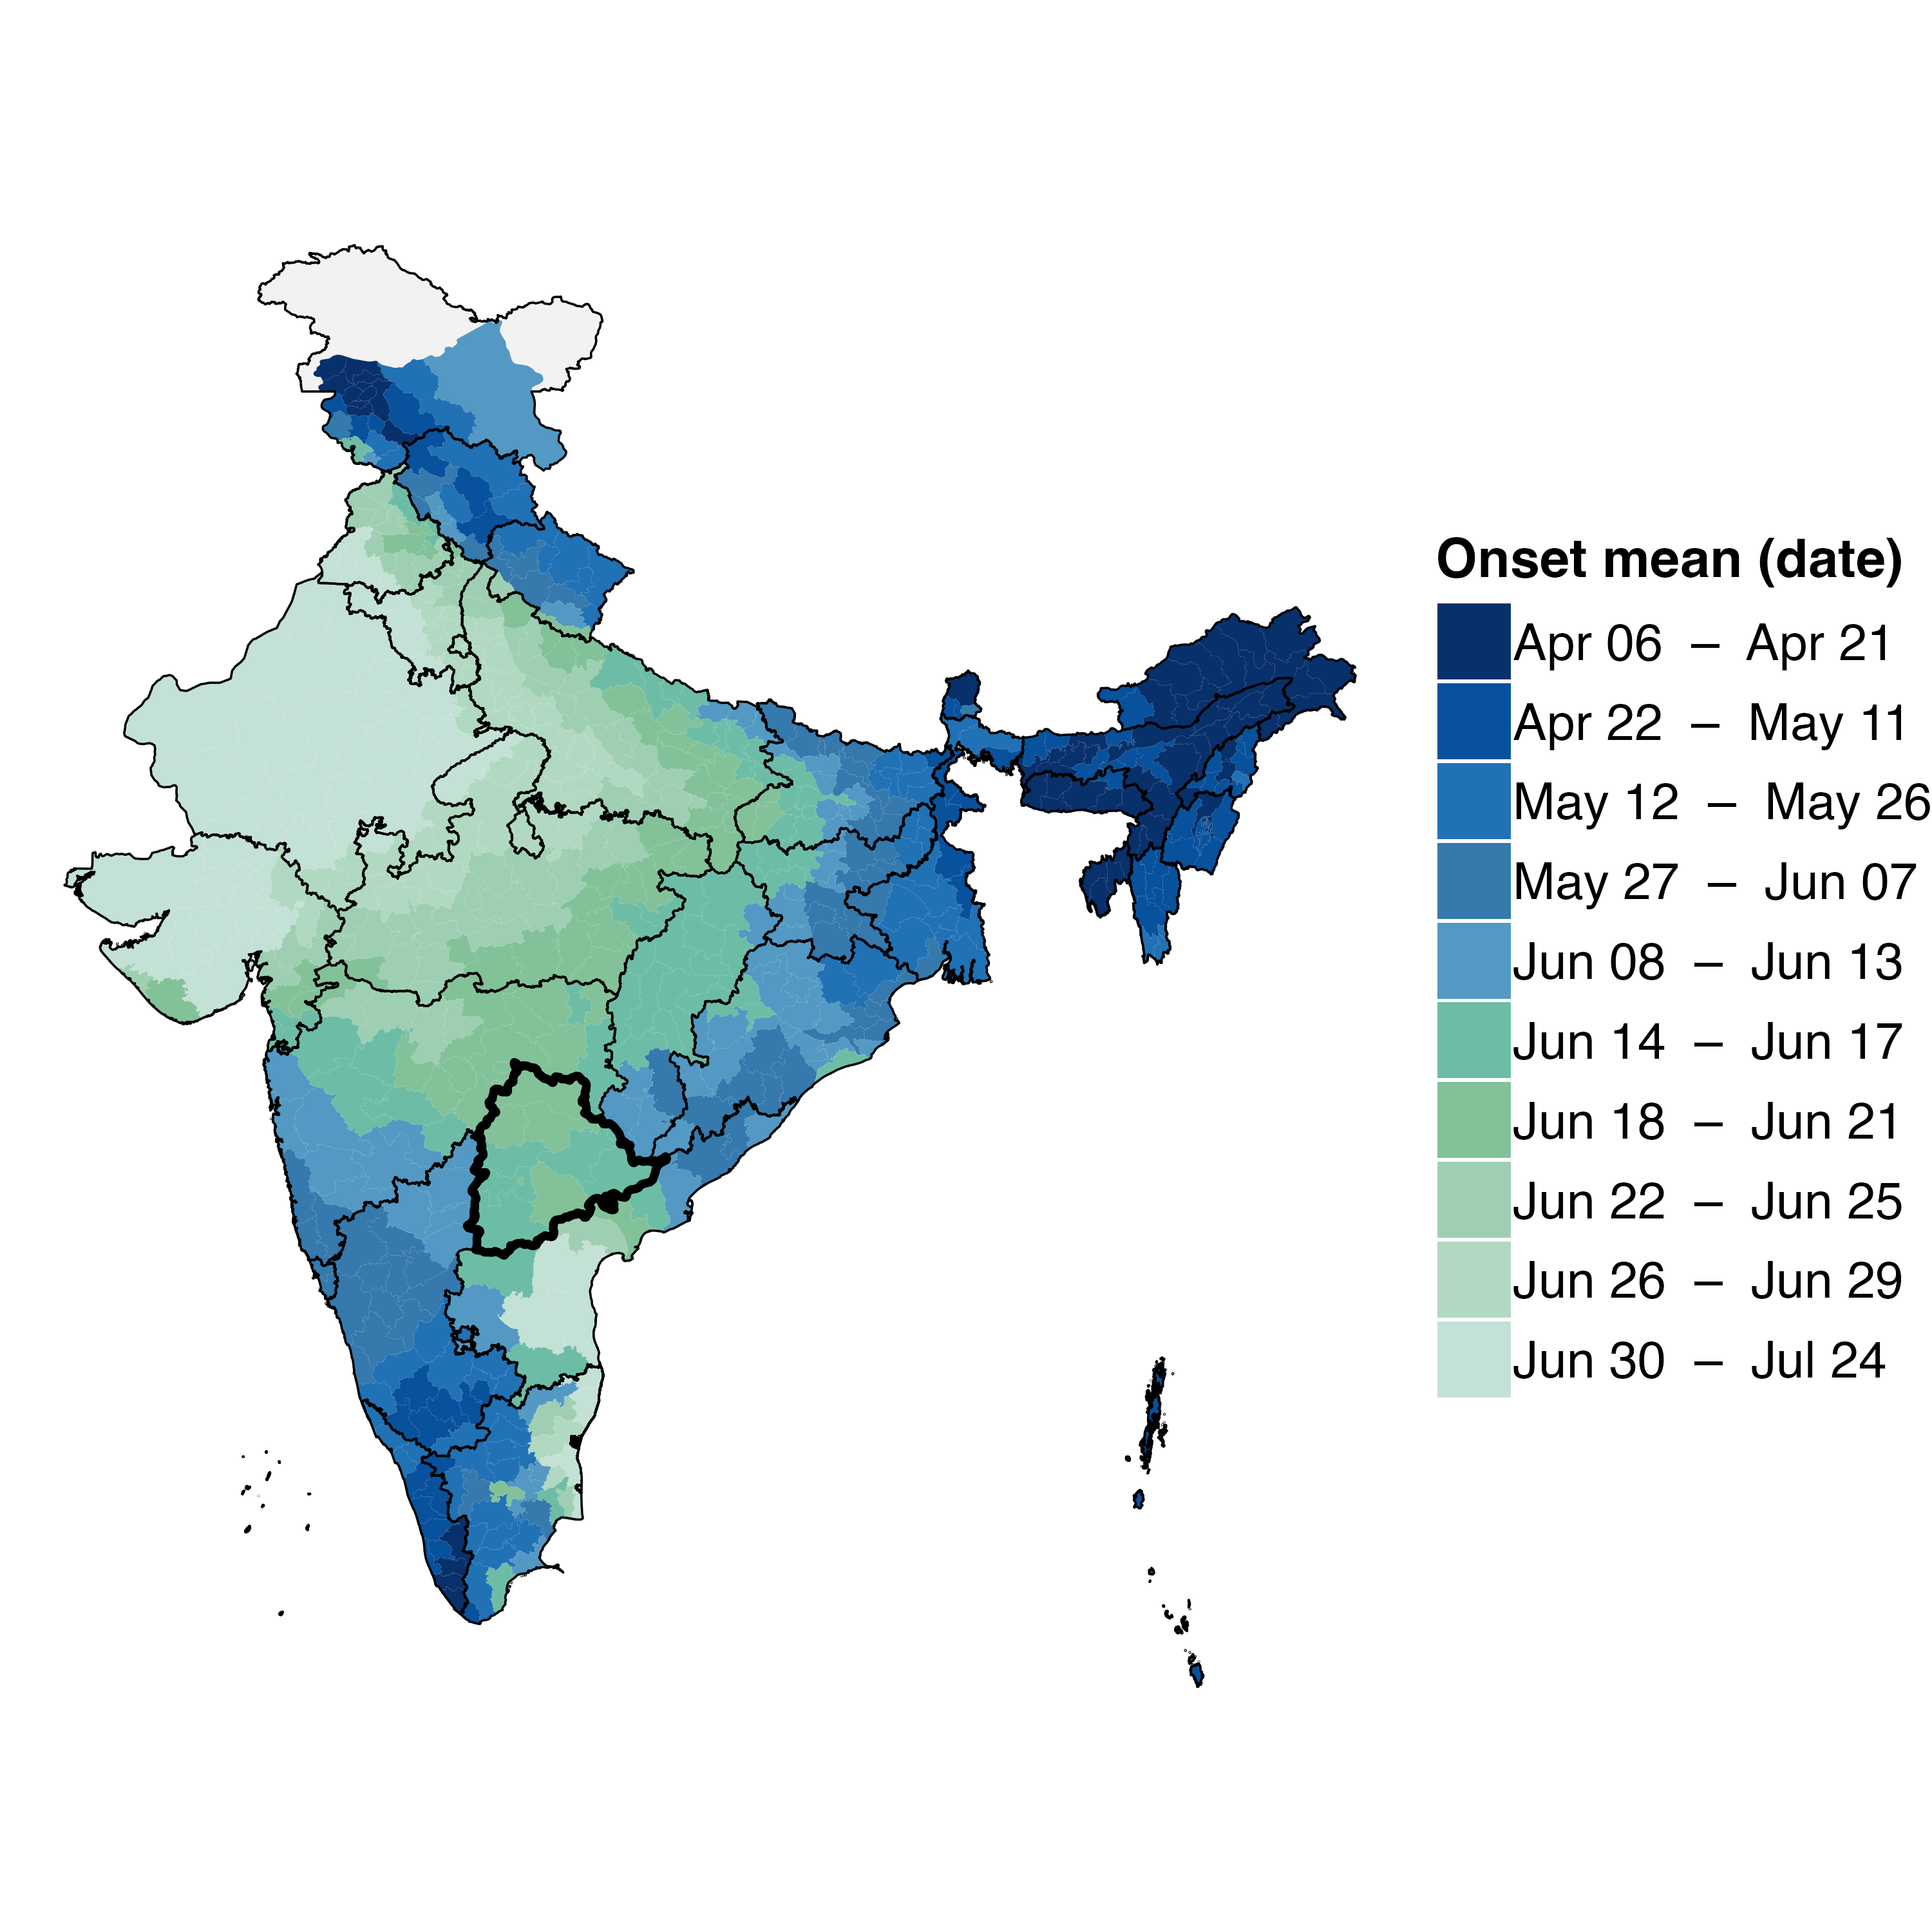 Onset mean (date)
Apr 06 – Apr 21
Apr 22 – May 11
May 12 – May 26
May 27 – Jun 07
Jun 08 – Jun 13
Jun 14 – Jun 17
Jun 18 – Jun 21
Jun 22 – Jun 25
Jun 26 – Jun 29
Jun 30 – Jul 24